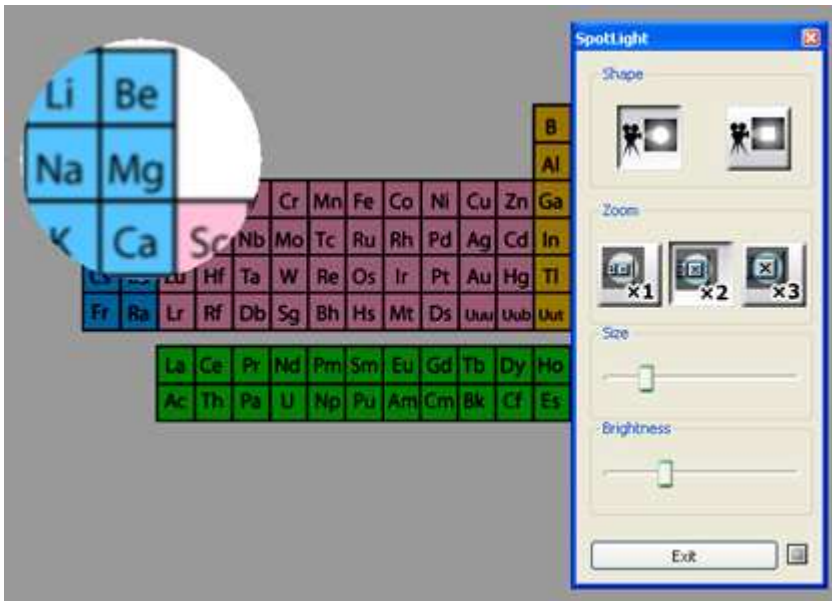 Li Be
Na Mg
K Ca Sc
B
Al
Cr Mn Fe Co Ni Cu Zn Ga
Nb Mo Tc Ru Rh Pd Ag Cd In
Lu Hf Ta W Re Os Ir Pt Au Hg Tl
Fr Ra Lr Rf Db Sg Bh Hs Mt Ds Uuu Uub Uut
La Ce Pr Nd Pm Sm Eu Gd Tb Dy Ho
Ac Th Pa U Np Pu Am Cm Bk Cf Es
SpotLight
Shape
Zoom
×1 ×2 ×3
Size
Brightness
Exit